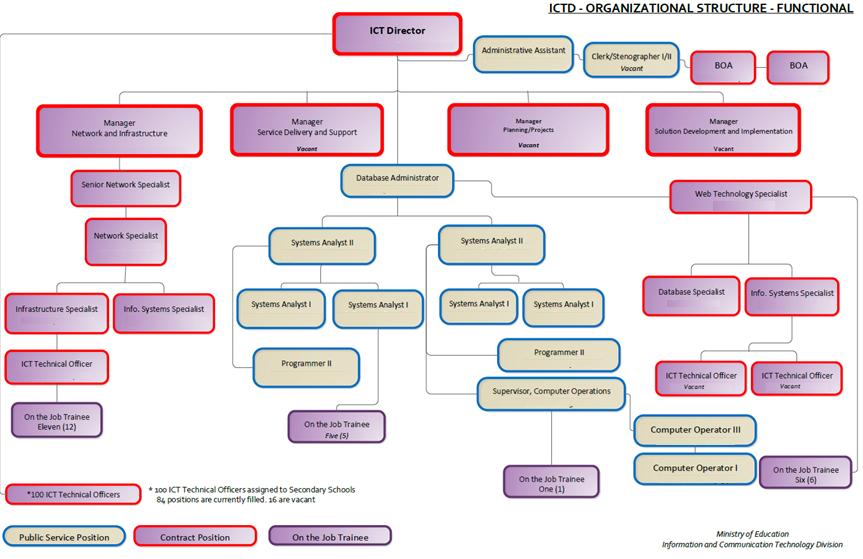 ICTD - ORGANIZATIONAL STRUCTURE - FUNCTIONAL
ICT Director
Administrative Assistant
Clerk/Stenographer I/II
Vacant
BOA
BOA
Manager
Network and Infrastructure
Manager
Service Delivery and Support
Vacant
Manager
Planning/Projects
Vacant
Manager
Solution Development and Implementation
Vacant
Senior Network Specialist
Database Administrator
Web Technology Specialist
Network Specialist
Systems Analyst II
Systems Analyst II
Infrastructure Specialist
Info. Systems Specialist
Systems Analyst I
Systems Analyst I
Systems Analyst I
Systems Analyst I
Database Specialist
Info. Systems Specialist
ICT Technical Officer
Programmer II
Programmer II
ICT Technical Officer
Vacant
ICT Technical Officer
Vacant
Supervisor, Computer Operations
On the Job Trainee
Eleven (12)
On the Job Trainee
Five (5)
Computer Operator III
Computer Operator I
On the Job Trainee
One (1)
On the Job Trainee
Six (6)
*100 ICT Technical Officers
* 100 ICT Technical Officers assigned to Secondary Schools
84 positions are currently filled. 16 are vacant
Public Service Position
Contract Position
On the Job Trainee
Ministry of Education
Information and Communication Technology Division